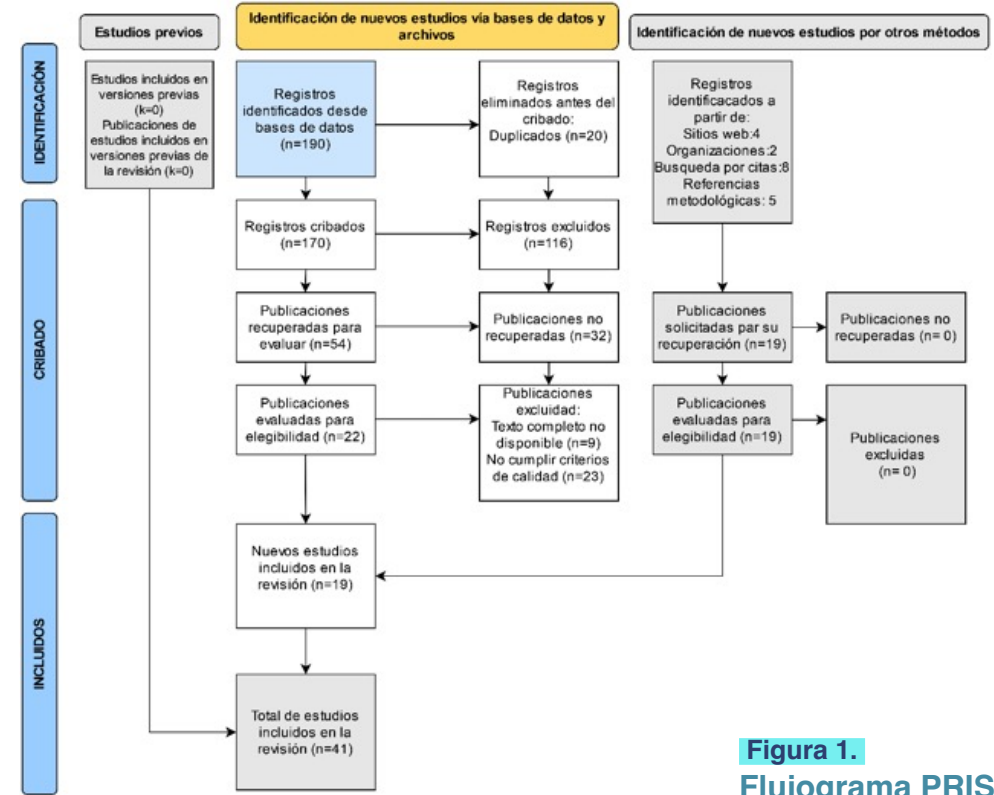 Estudios previos
Identificación de nuevos estudios vía bases de datos y
archivos
Identificación de nuevos estudios por otros métodos
IDENTIFICACIÓN
Estudios incluidos en
versiones previas
(k=0)
Publicaciones de
estudios incluidos en
versiones previas de
la revisión (k=0)
Registros
identificados desde
bases de datos
(n=190)
Registros
eliminados antes del
cribado:
Duplicados (n=20)
Registros
identificacados a
partir de:
Sitios web:4
Organizaciones:2
Busqueda por citas:8
Referencias
metodológicas: 5
CRIBADO
Registros cribados
(n=170)
Registros excluidos
(n=116)
Publicaciones
recuperadas para
evaluar (n=54)
Publicaciones no
recuperadas (n=32)
Publicaciones
solicitadas par su
recuperación (n=19)
Publicaciones no
recuperadas (n= 0)
Publicaciones
evaluadas para
elegibilidad (n=22)
Publicaciones
excluidad:
Texto completo no
disponible (n=9)
No cumplir criterios
de calidad (n=23)
Publicaciones
evaluadas para
elegibilidad (n=19)
Publicaciones
excluidas
(n= 0)
INCLUIDOS
Nuevos estudios
incluidos en la
revisión (n=19)
Total de estudios
incluidos en la
revisión (n=41)
Figura 1.
Flujograma PRIS